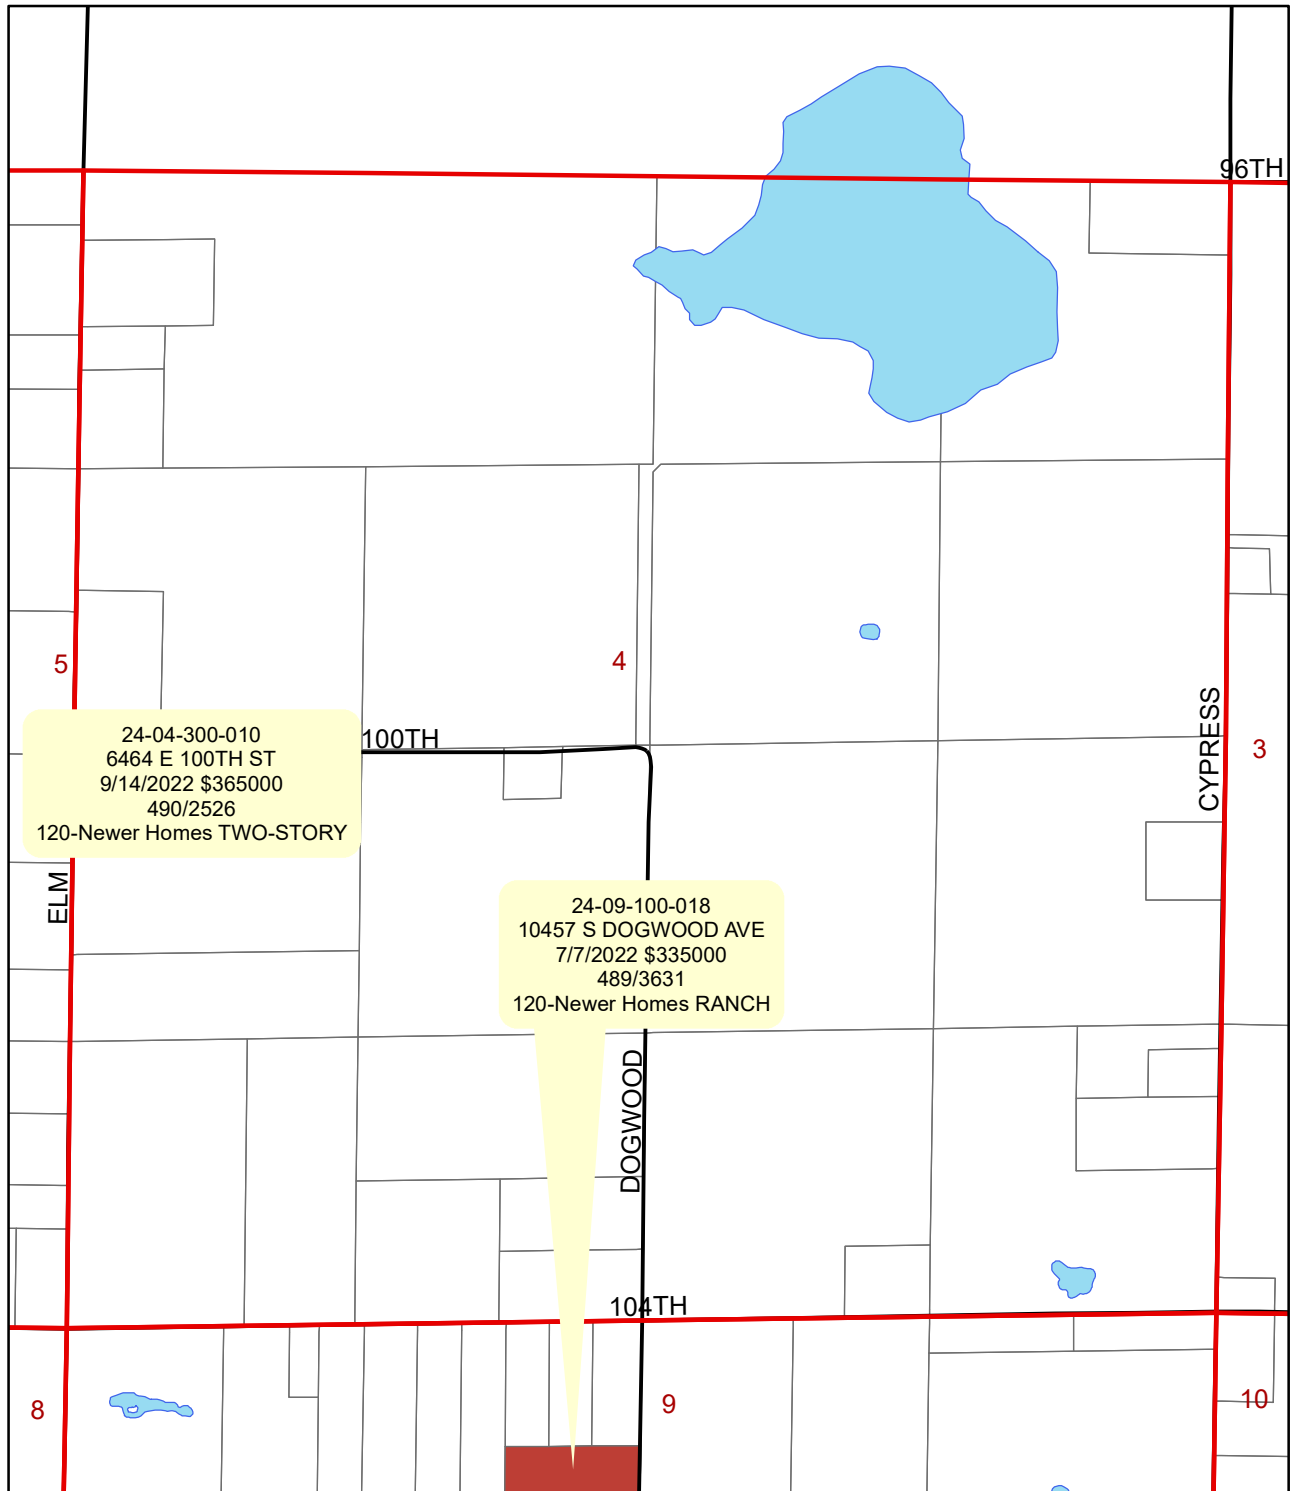 96TH
5
4
24-04-300-010
6464 E 100TH ST
9/14/2022 $365000
490/2526
120-Newer Homes TWO-STORY
100TH
CYPRESS
3
ELM
24-09-100-018
10457 S DOGWOOD AVE
7/7/2022 $335000
489/3631
120-Newer Homes RANCH
DOGWOOD
104TH
8
9
10